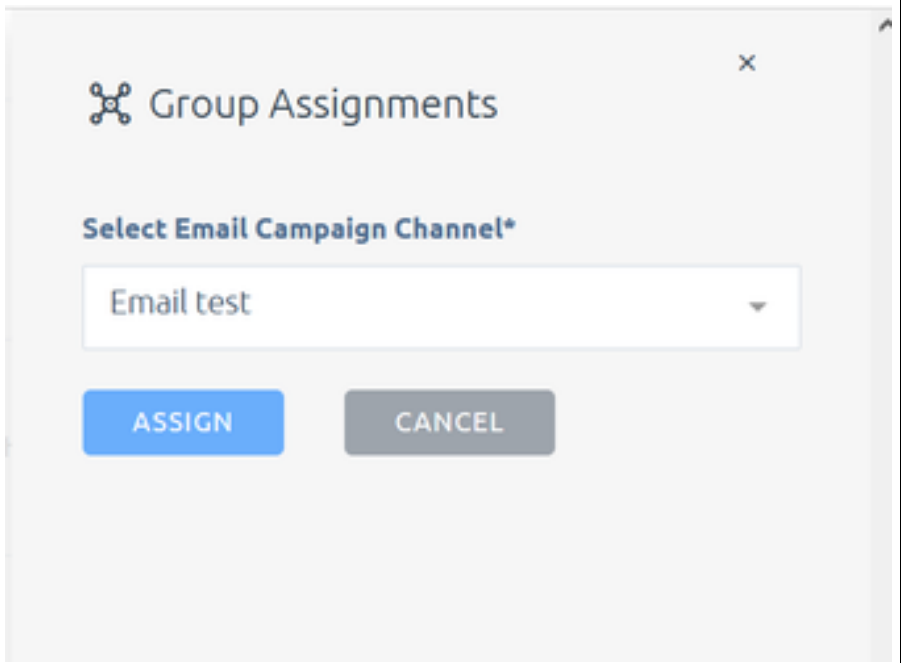 ×
Group Assignments
Select Email Campaign Channel*
Email test
ASSIGN
CANCEL